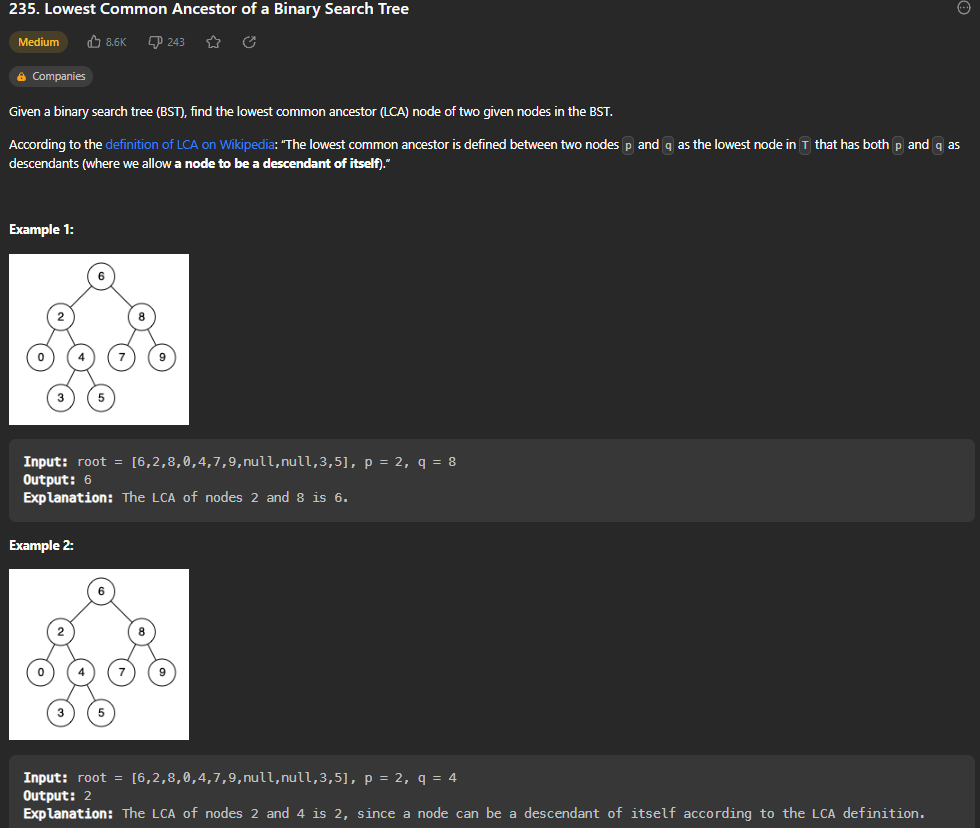 235. Lowest Common Ancestor of a Binary Search Tree
Medium 8.6K 243
Companies
Given a binary search tree (BST), find the lowest common ancestor (LCA) node of two given nodes in the BST.
According to the definition of LCA on Wikipedia: “The lowest common ancestor is defined between two nodes p and q as the lowest node in T that has both p and q as
descendants (where we allow a node to be a descendant of itself).”
Example 1:
6
2 8
0 4 7 9
3 5
Input: root = [6,2,8,0,4,7,9,null,null,3,5], p = 2, q = 8
Output: 6
Explanation: The LCA of nodes 2 and 8 is 6.
Example 2:
6
2 8
0 4 7 9
3 5
Input: root = [6,2,8,0,4,7,9,null,null,3,5], p = 2, q = 4
Output: 2
Explanation: The LCA of nodes 2 and 4 is 2, since a node can be a descendant of itself according to the LCA definition.